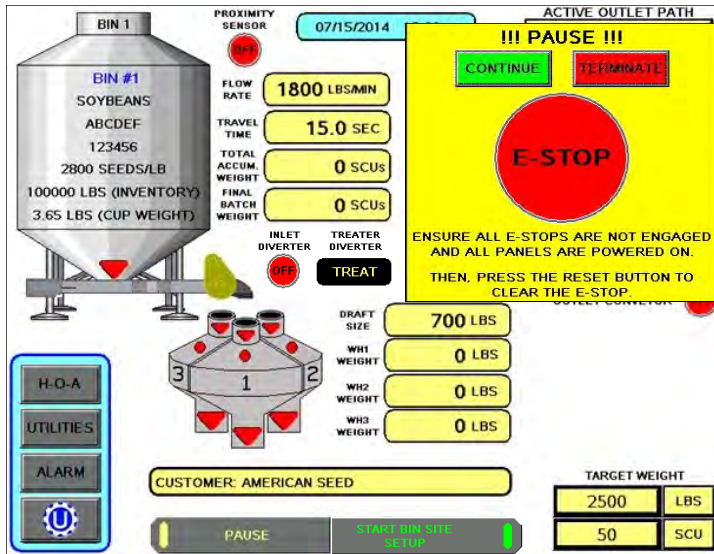 BIN 1
BIN #1
SOYBEANS
ABCDEF
123456
2800 SEEDS/LB
100000 LBS (INVENTORY)
3.65 LBS (CUP WEIGHT)
PROXIMITY
SENSOR
OFF
07/15/2014
ACTIVE OUTLET PATH
FLOW
RATE
1800 LBS/MIN
TRAVEL
TIME
15.0 SEC
TOTAL
ACCUM.
WEIGHT
0 SCUs
FINAL
BATCH
WEIGHT
0 SCUs
INLET
DIVERTER
OFF
TREATER
DIVERTER
TREAT
!!! PAUSE !!!
CONTINUE
TERMINATE
E-STOP
ENSURE ALL E-STOPS ARE NOT ENGAGED
AND ALL PANELS ARE POWERED ON.
THEN, PRESS THE RESET BUTTON TO
CLEAR THE E-STOP.
OUTLET CONVEYOR
DRAFT
SIZE
700 LBS
WH1
WEIGHT
0 LBS
WH2
WEIGHT
0 LBS
WH3
WEIGHT
0 LBS
3
1
2
H-O-A
UTILITIES
ALARM
U
CUSTOMER: AMERICAN SEED
TARGET WEIGHT
2500 LBS
50 SCU
PAUSE
START BIN SITE
SETUP